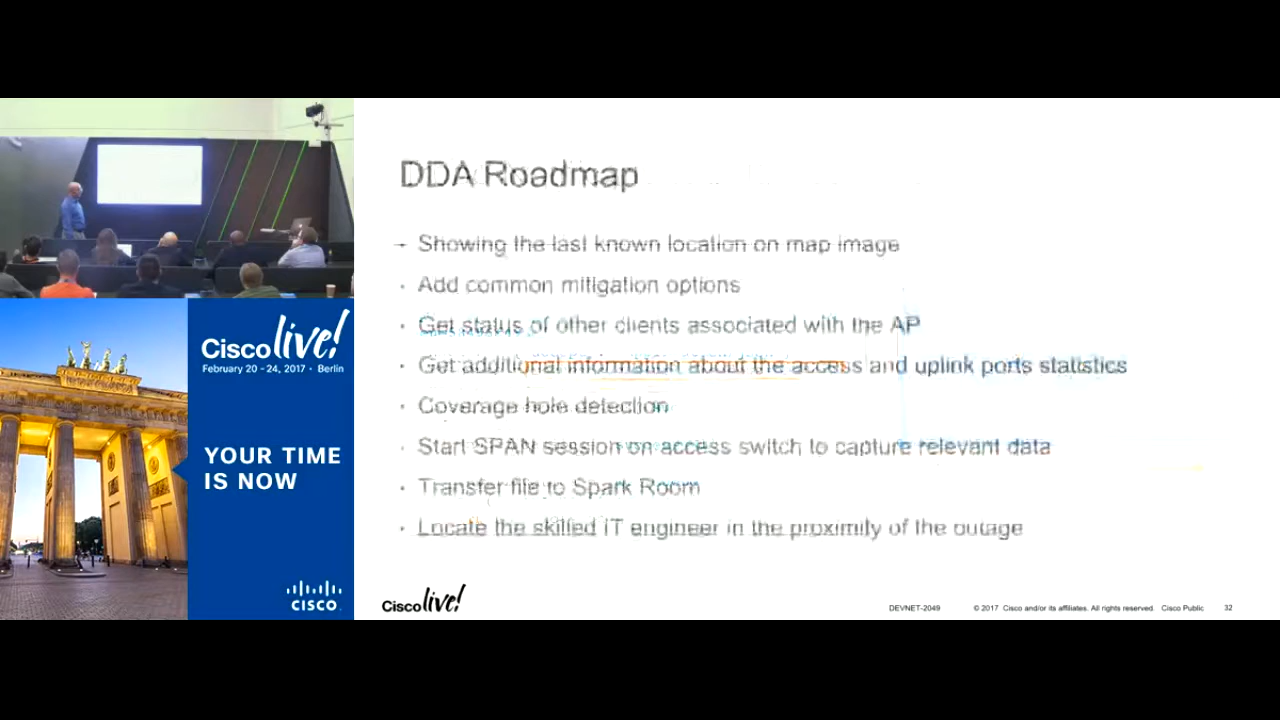 DDA Roadmap
Showing the last known location on map image
Add common mitigation options
Get status of other clients associated with the AP
Get additional information about the access and uplink ports statistics
Coverage hole detection
Start SPAN session on access switch to capture relevant data
Transfer file to Spark Room
Locate the skilled IT engineer in the proximity of the outage
Cisco live!
February 20 - 24, 2017 • Berlin
YOUR TIME
IS NOW
CISCO
Cisco live!
DEVNET-2049 © 2017 Cisco and/or its affiliates. All rights reserved. Cisco Public 32